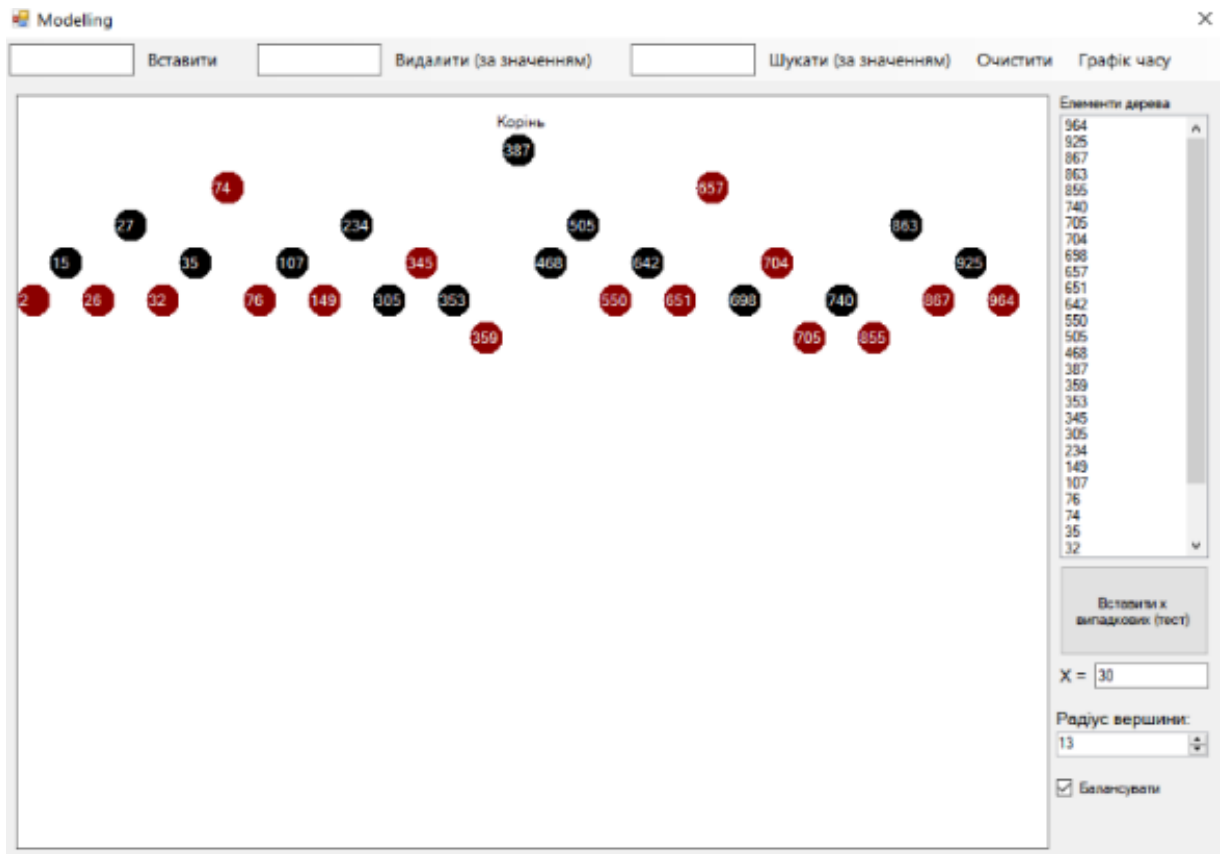 Modelling
Вставити Видалити (за значенням) Шукати (за значенням) Очистити Графік часу
Корінь
387
74 657
27 234 505 863
15 35 107 345 468 642 704 925
2 26 32 76 149 305 353 550 651 698 740 867 964
359 705 855
Елементи дерева
964
925
867
863
855
740
705
704
698
657
651
642
550
505
468
387
359
353
345
305
234
149
107
76
74
35
32
Вставити x
випадкових (тест)
X = 30
Радіус вершини:
13
Балансувати